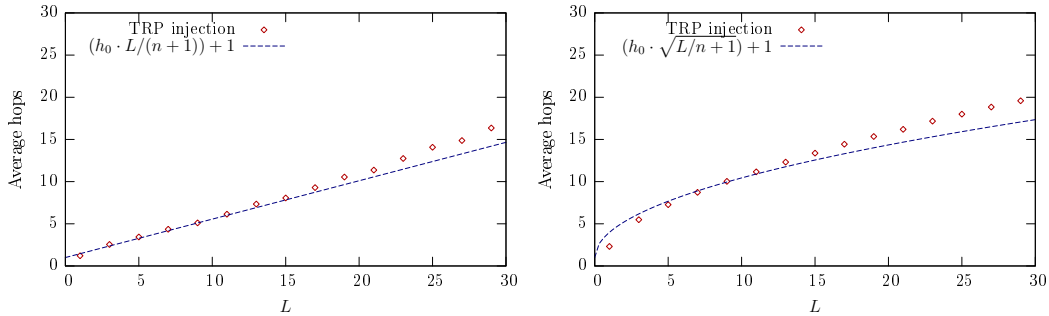 30
25
20
15
10
5
0
Average hops
TRP injection
(h₀ · L/(n + 1)) + 1
0 5 10 15 20 25 30
L
30
25
20
15
10
5
0
Average hops
TRP injection
(h₀ · √(L/n + 1)) + 1
0 5 10 15 20 25 30
L